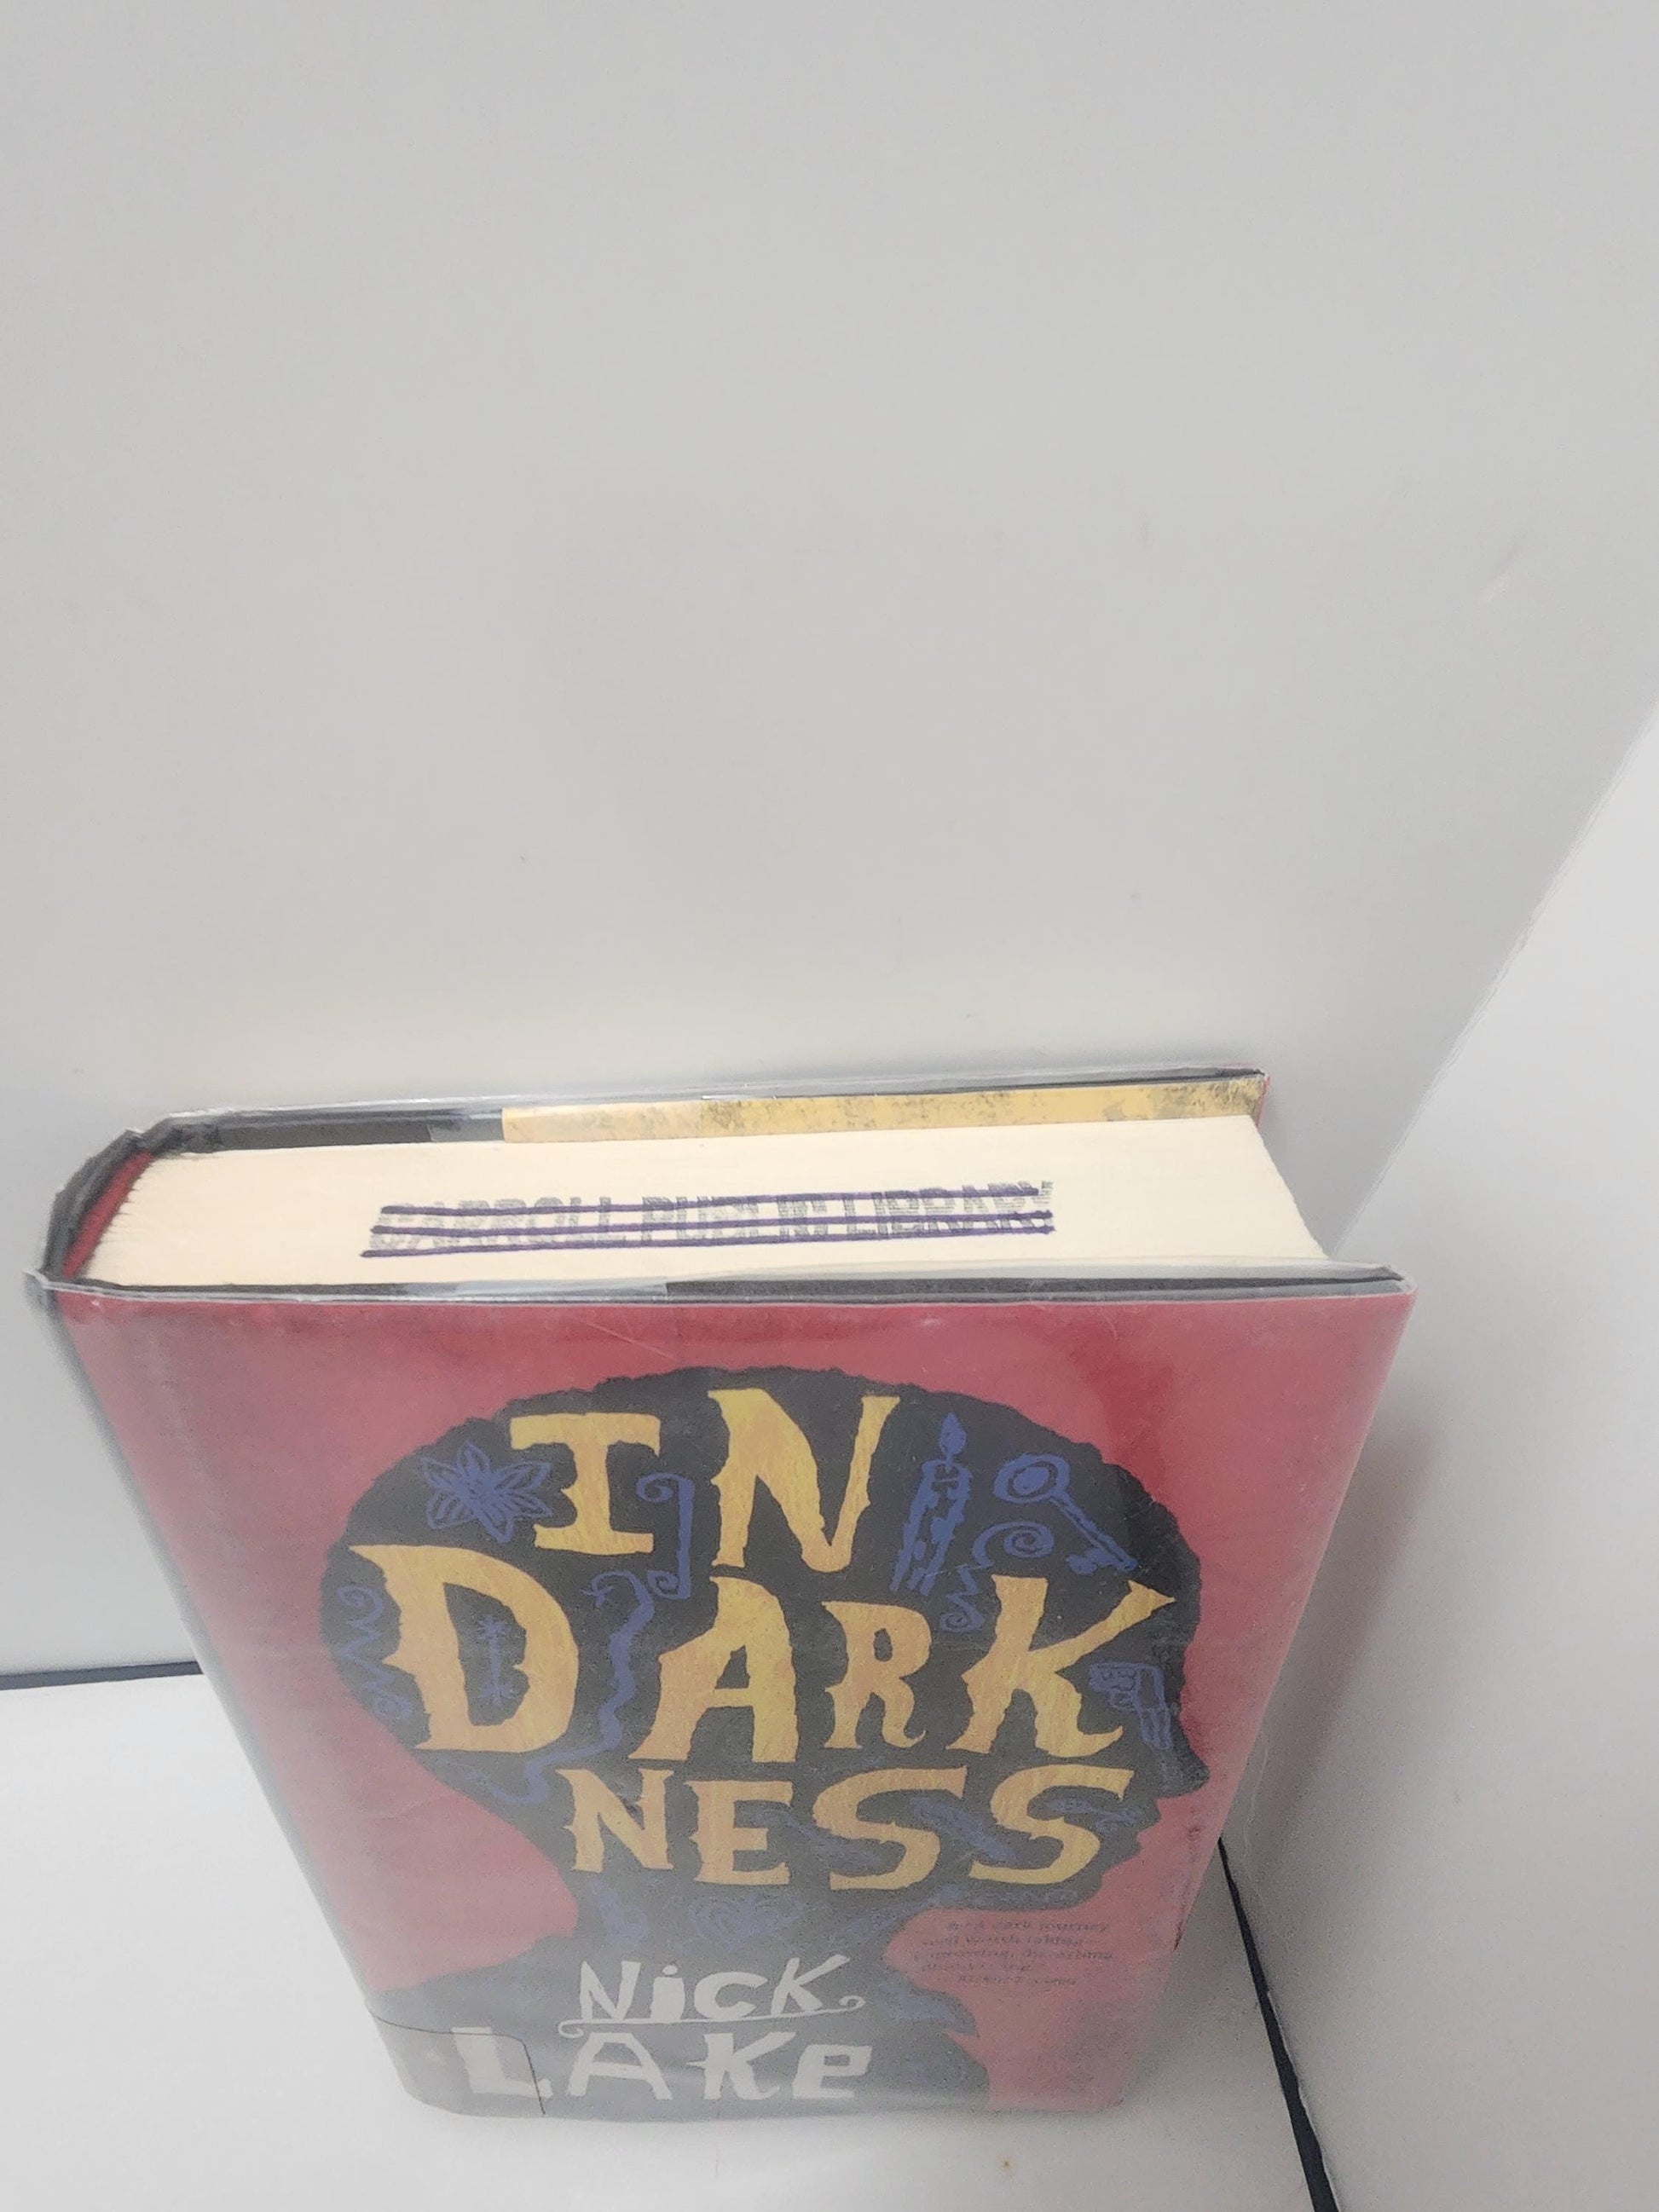 CARROLL PUBLIC LIBRARY
IN
DARK
NESS
NiCK
LAKe